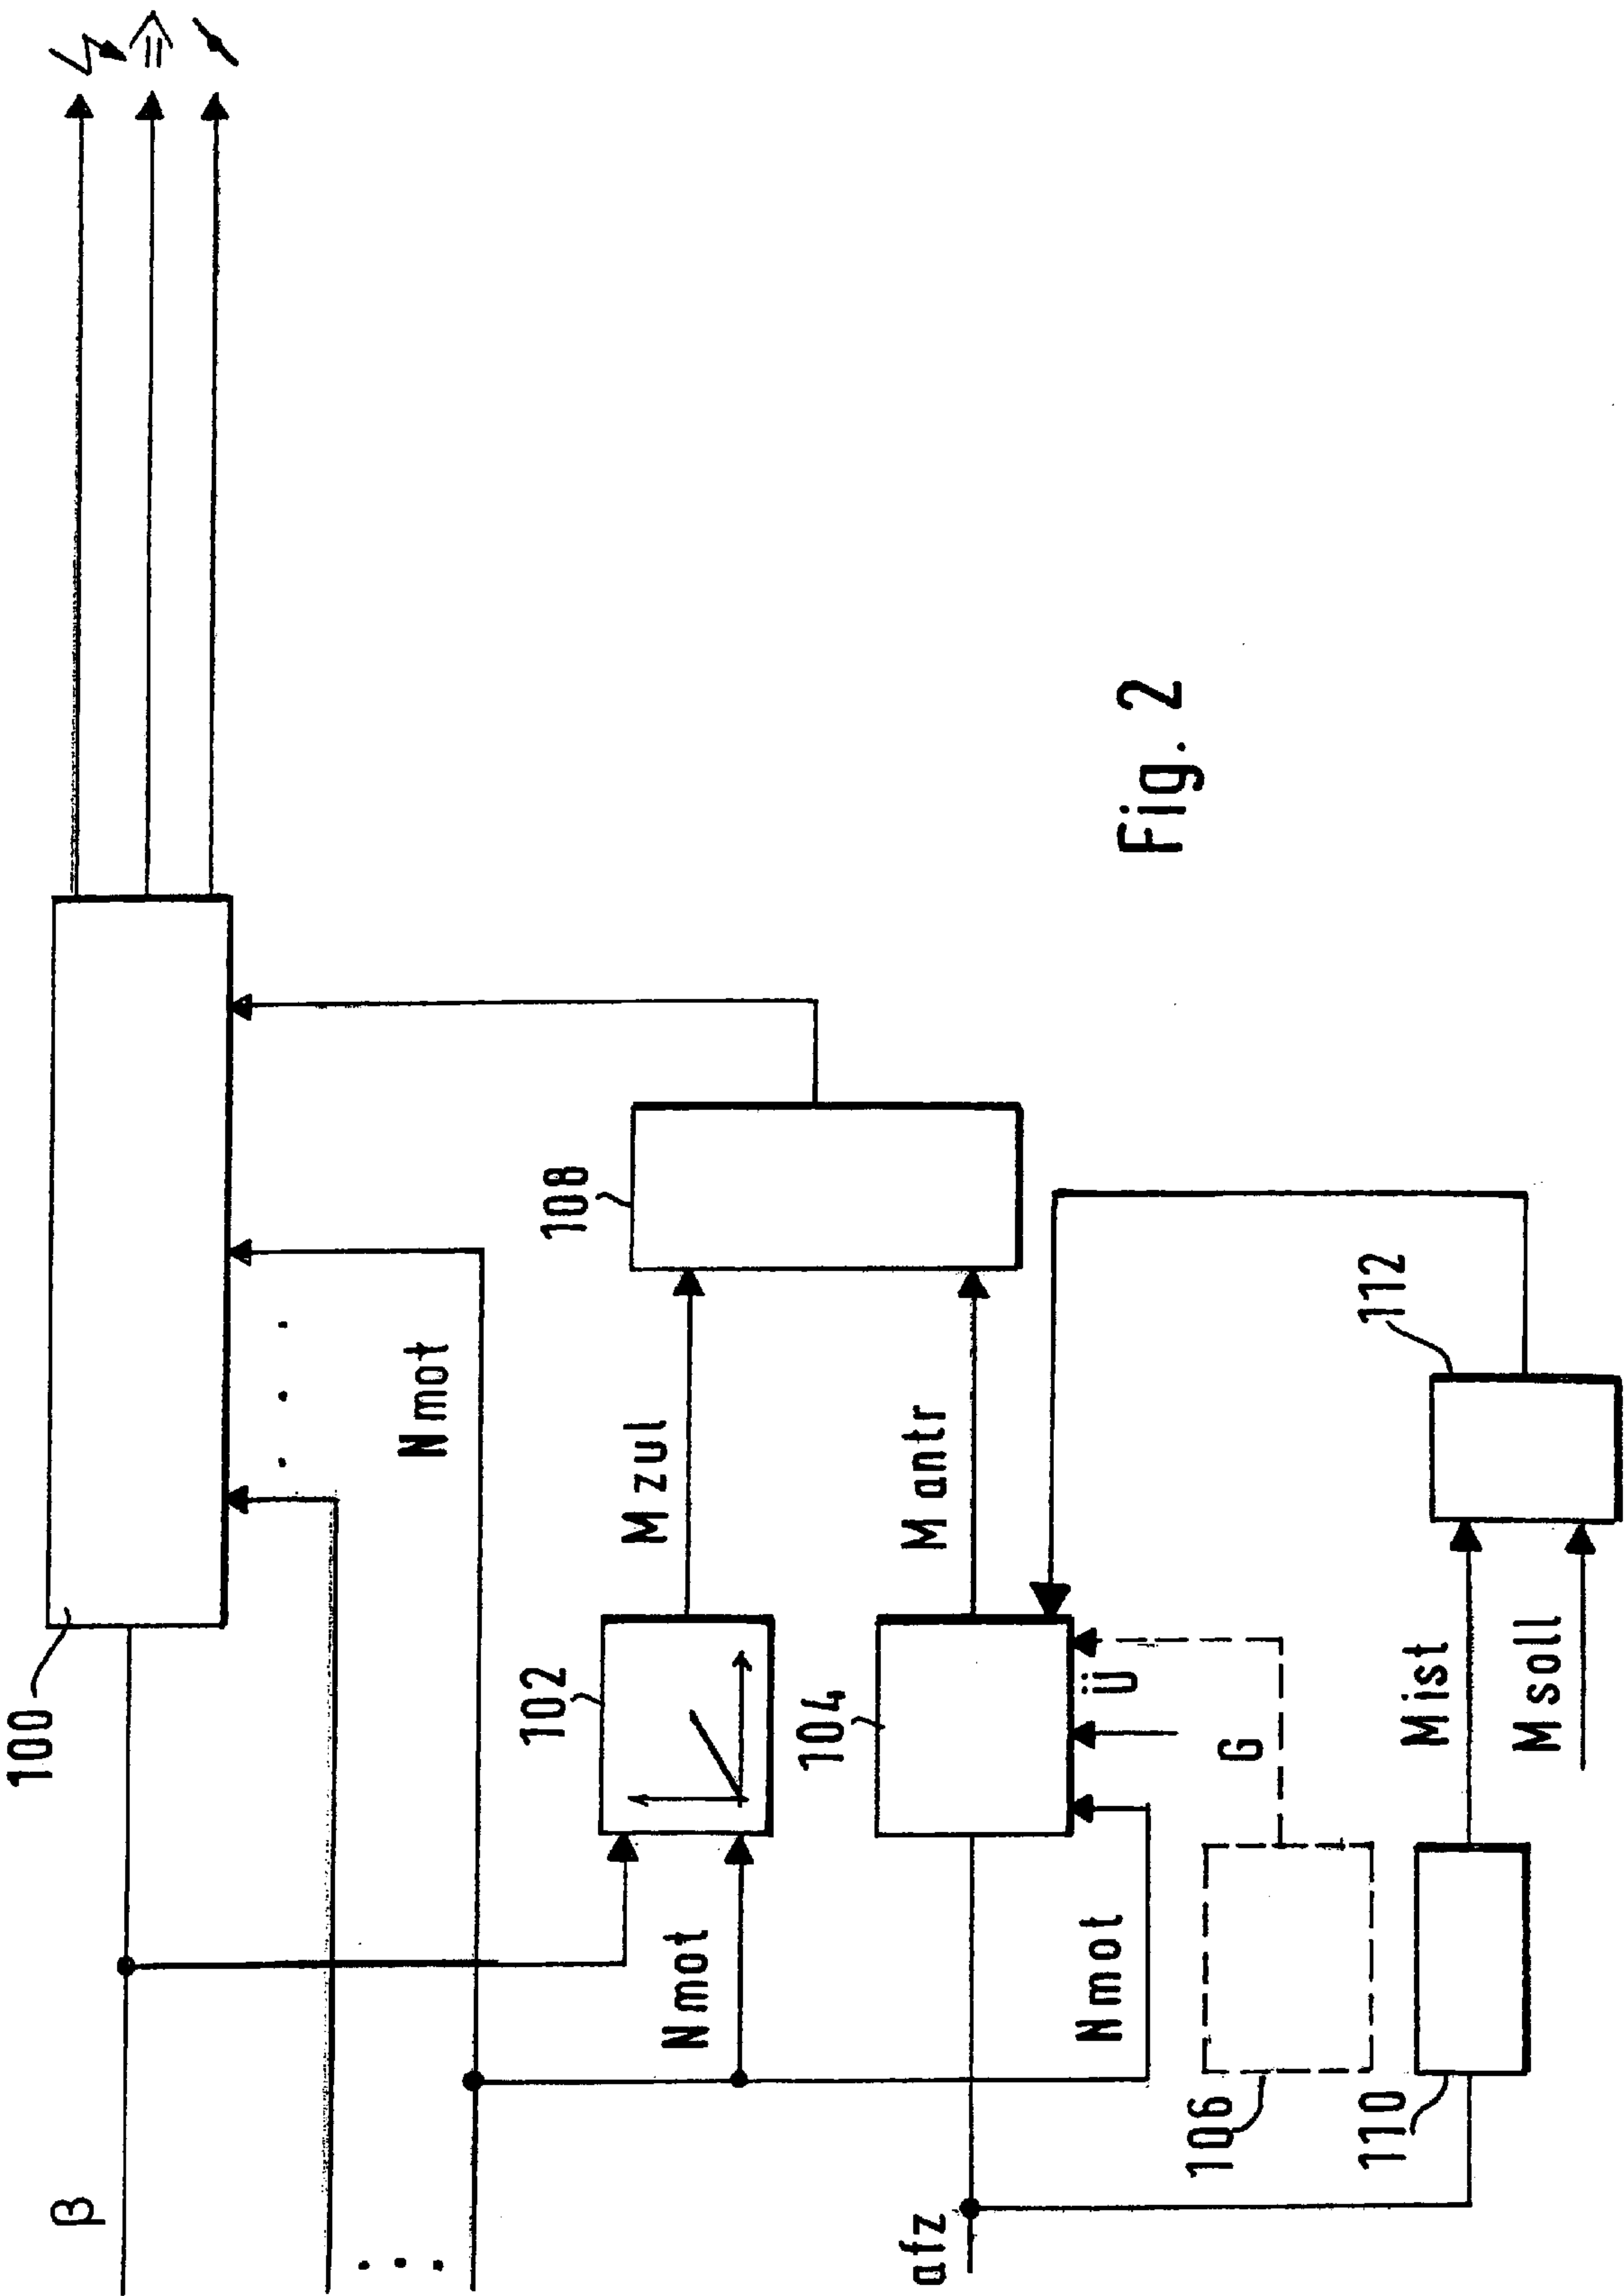 100
β
Nmot
102
Nmot
Mzul
108
104
afz
Mantr
Nmot
Ü
G
106
110
Mist
Msoll
112
Fig. 2